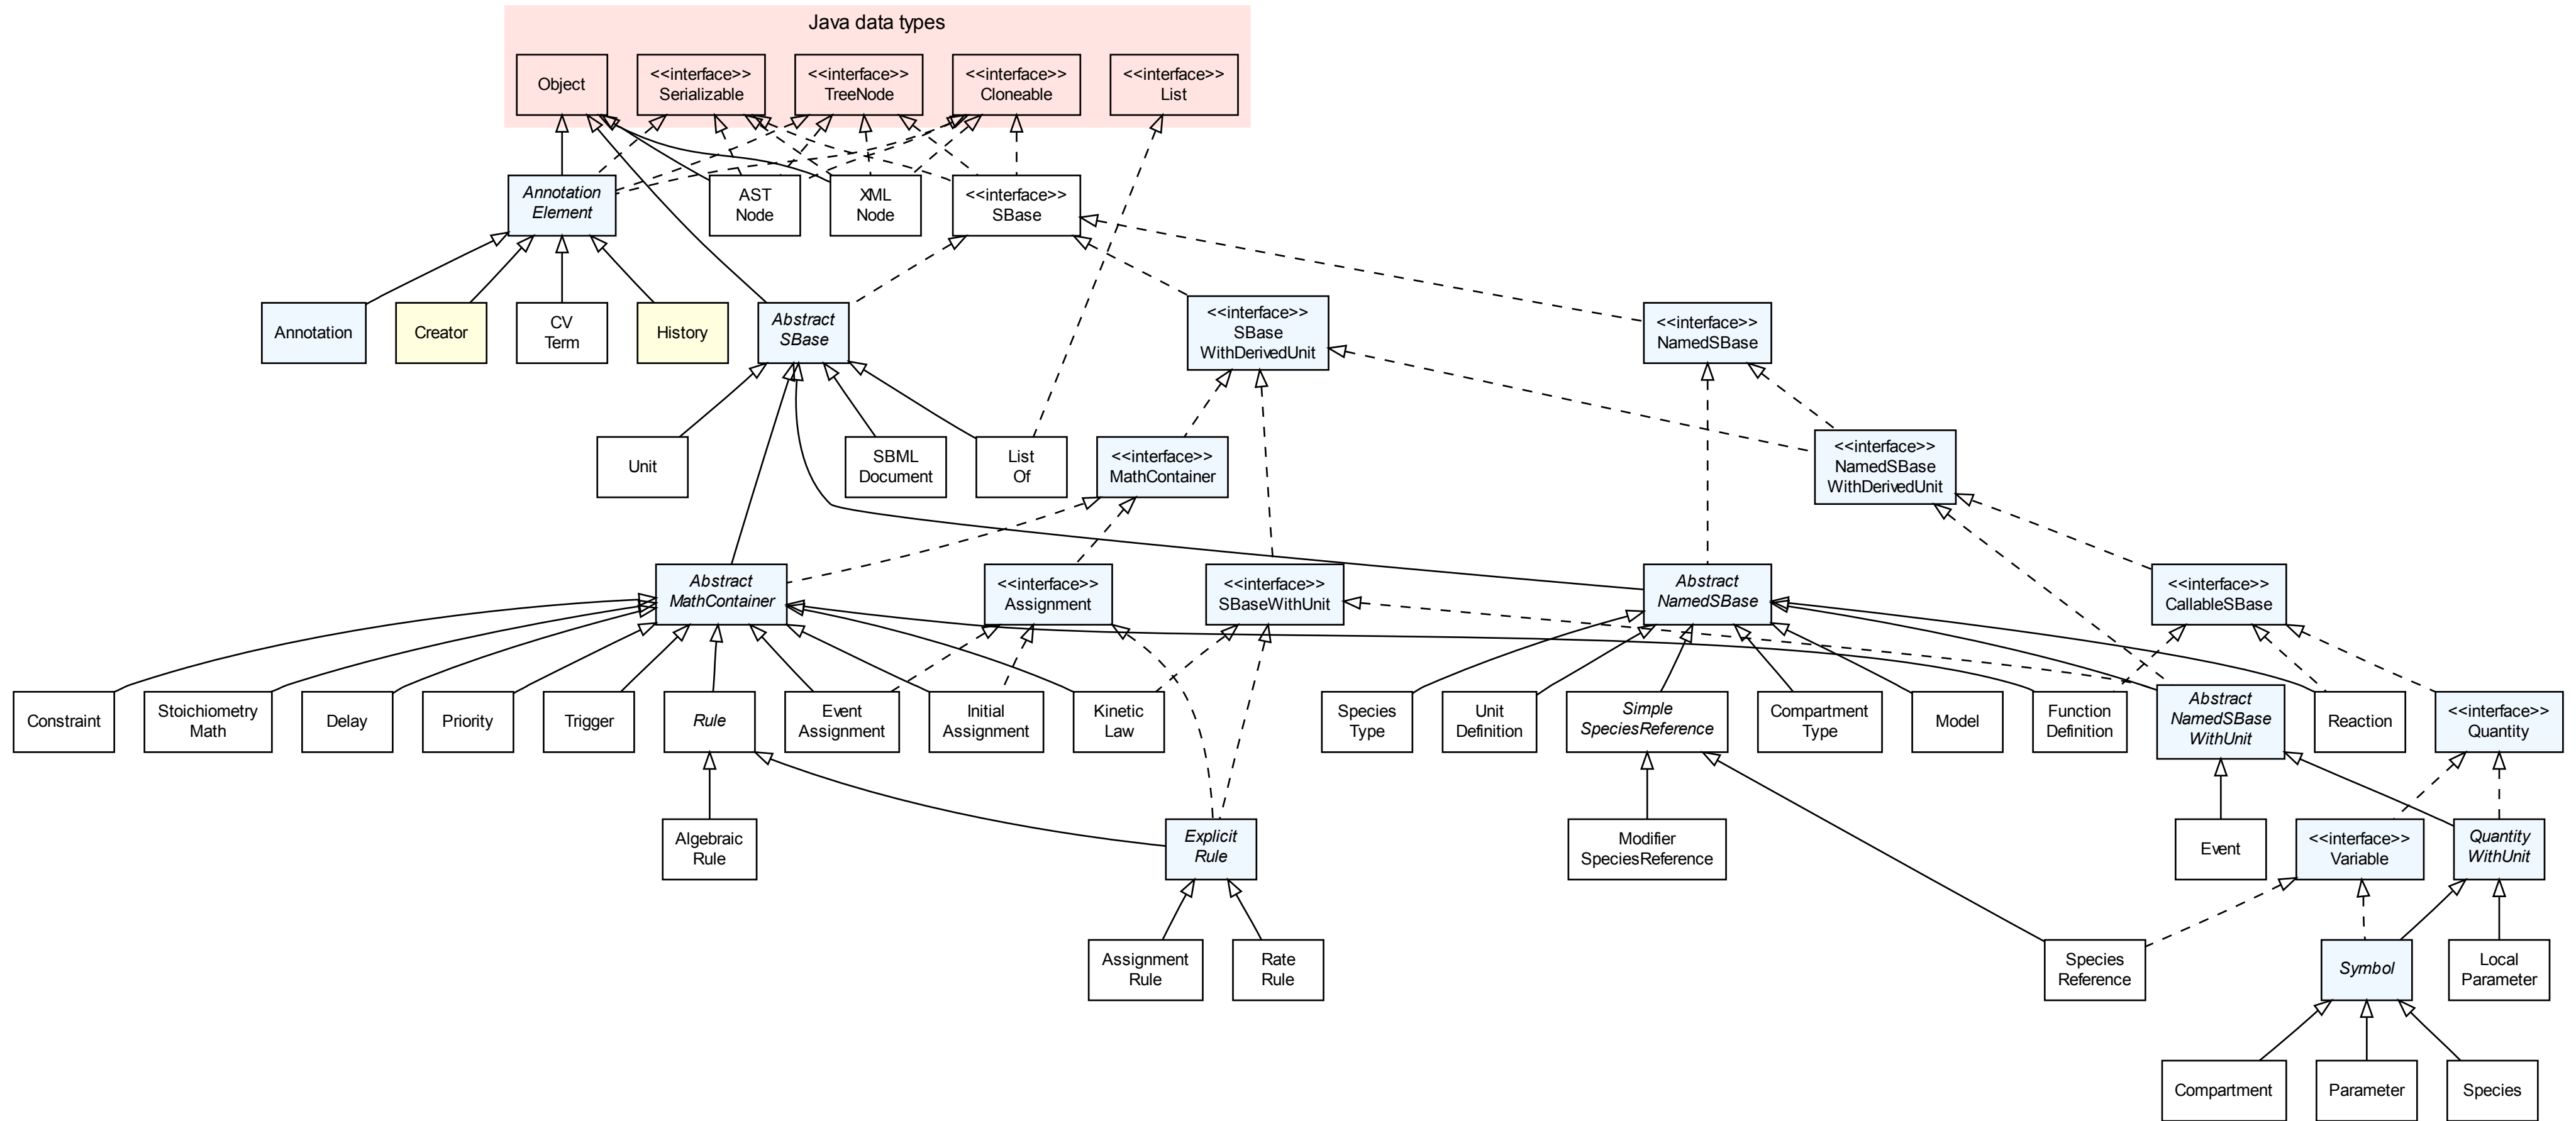 Java data types
Object
<<interface>>
Serializable
<<interface>>
TreeNode
<<interface>>
Cloneable
<<interface>>
List
Annotation
Element
AST
Node
XML
Node
<<interface>>
SBase
Annotation
Creator
CV
Term
History
Abstract
SBase
<<interface>>
SBase
WithDerivedUnit
<<interface>>
NamedSBase
Unit
SBML
Document
List
Of
<<interface>>
MathContainer
<<interface>>
NamedSBase
WithDerivedUnit
Abstract
MathContainer
<<interface>>
Assignment
<<interface>>
SBaseWithUnit
Abstract
NamedSBase
<<interface>>
CallableSBase
Constraint
Stoichiometry
Math
Delay
Priority
Trigger
Rule
Event
Assignment
Initial
Assignment
Kinetic
Law
Species
Type
Unit
Definition
Simple
SpeciesReference
Compartment
Type
Model
Function
Definition
Abstract
NamedSBase
WithUnit
Reaction
<<interface>>
Quantity
Algebraic
Rule
Explicit
Rule
Modifier
SpeciesReference
Event
<<interface>>
Variable
Quantity
WithUnit
Assignment
Rule
Rate
Rule
Species
Reference
Symbol
Local
Parameter
Compartment
Parameter
Species